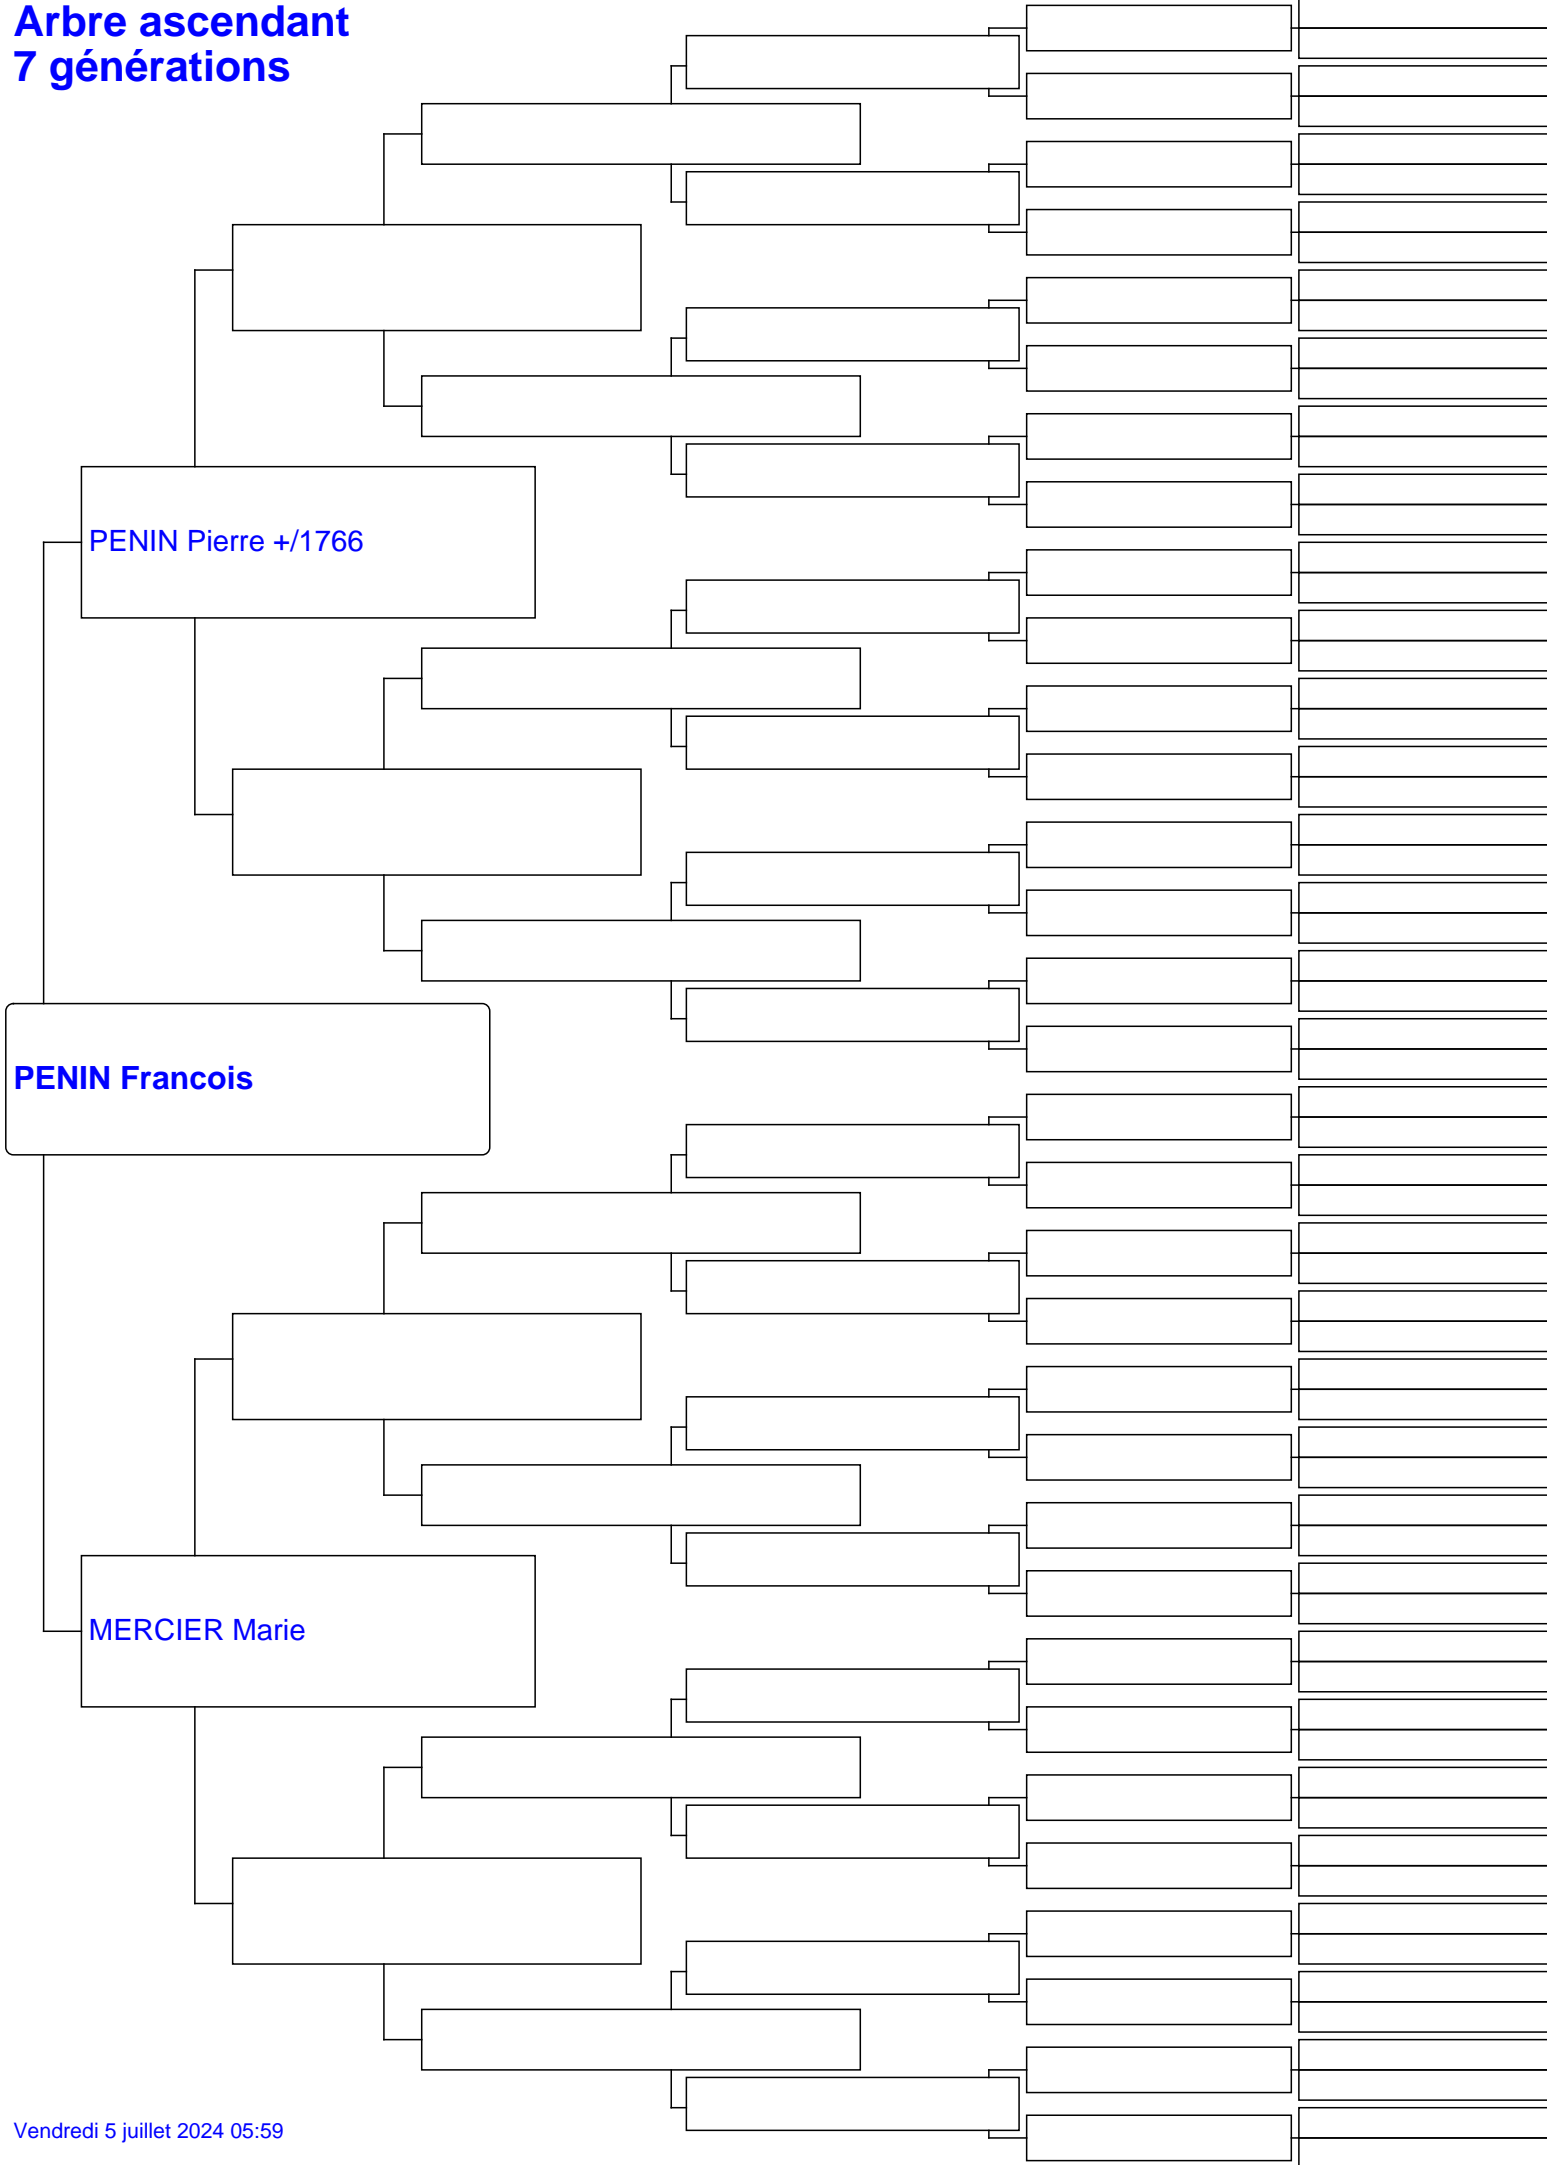 Arbre ascendant
7 générations
PENIN Pierre +/1766
PENIN Francois
MERCIER Marie
Vendredi 5 juillet 2024 05:59